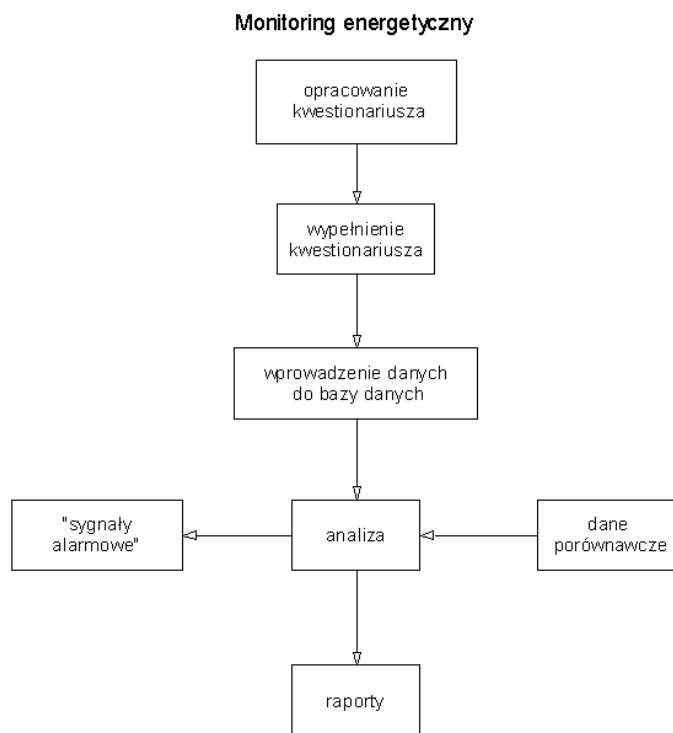 Monitoring energetyczny
opracowanie
kwestionariusza
wypełnienie
kwestionariusza
wprowadzenie danych
do bazy danych
"sygnały
alarmowe"
analiza
dane
porównawcze
raporty